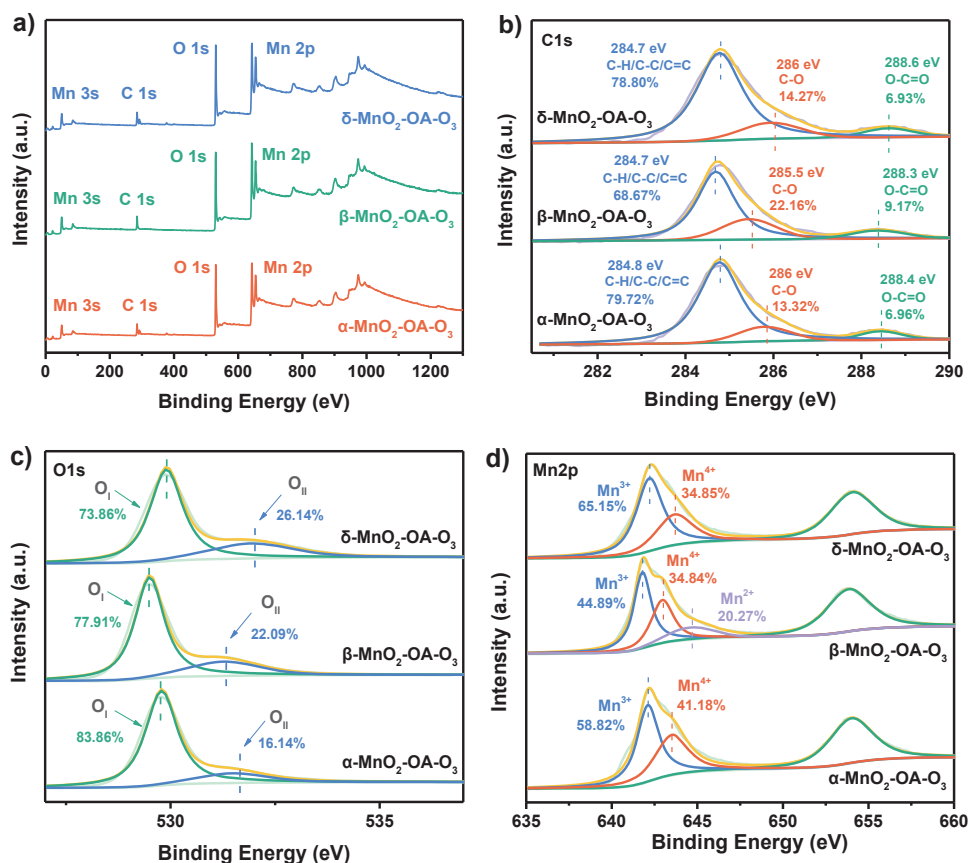 a)
O 1s
Mn 2p
Mn 3s
C 1s
δ-MnO₂-OA-O₃
O 1s
Mn 2p
Mn 3s
C 1s
β-MnO₂-OA-O₃
O 1s
Mn 2p
Mn 3s
C 1s
α-MnO₂-OA-O₃
Intensity (a.u.)
0 200 400 600 800 1000 1200
Binding Energy (eV)
b)
C1s
284.7 eV
C-H/C-C/C=C
78.80%
286 eV
C-O
14.27%
288.6 eV
O-C=O
6.93%
δ-MnO₂-OA-O₃
284.7 eV
C-H/C-C/C=C
68.67%
285.5 eV
C-O
22.16%
288.3 eV
O-C=O
9.17%
β-MnO₂-OA-O₃
284.8 eV
C-H/C-C/C=C
79.72%
286 eV
C-O
13.32%
288.4 eV
O-C=O
6.96%
α-MnO₂-OA-O₃
Intensity (a.u.)
282 284 286 288 290
Binding Energy (eV)
c)
O1s
O_I
73.86%
O_II
26.14%
δ-MnO₂-OA-O₃
O_I
77.91%
O_II
22.09%
β-MnO₂-OA-O₃
O_I
83.86%
O_II
16.14%
α-MnO₂-OA-O₃
Intensity (a.u.)
530 535
Binding Energy (eV)
d)
Mn2p
Mn³⁺
65.15%
Mn⁴⁺
34.85%
δ-MnO₂-OA-O₃
Mn³⁺
44.89%
Mn⁴⁺
34.84%
Mn²⁺
20.27%
β-MnO₂-OA-O₃
Mn³⁺
58.82%
Mn⁴⁺
41.18%
α-MnO₂-OA-O₃
Intensity (a.u.)
635 640 645 650 655 660
Binding Energy (eV)